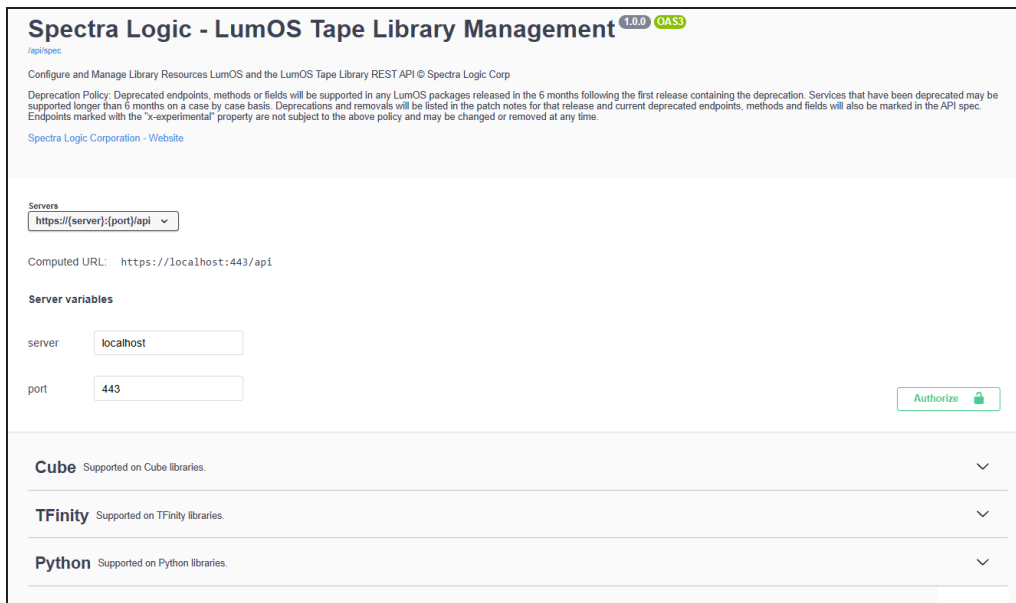 Spectra Logic - LumOS Tape Library Management 1.0.0 OAS3
/api/spec
Configure and Manage Library Resources LumOS and the LumOS Tape Library REST API © Spectra Logic Corp
Deprecation Policy: Deprecated endpoints, methods or fields will be supported in any LumOS packages released in the 6 months following the first release containing the deprecation. Services that have been deprecated may be
supported longer than 6 months on a case by case basis. Deprecations and removals will be listed in the patch notes for that release and current deprecated endpoints, methods and fields will also be marked in the API spec.
Endpoints marked with the "x-experimental" property are not subject to the above policy and may be changed or removed at any time.
Spectra Logic Corporation - Website
Servers
https://{server}:{port}/api
Computed URL: https://localhost:443/api
Server variables
server localhost
port 443
Authorize
Cube Supported on Cube libraries.
TFinity Supported on TFinity libraries.
Python Supported on Python libraries.